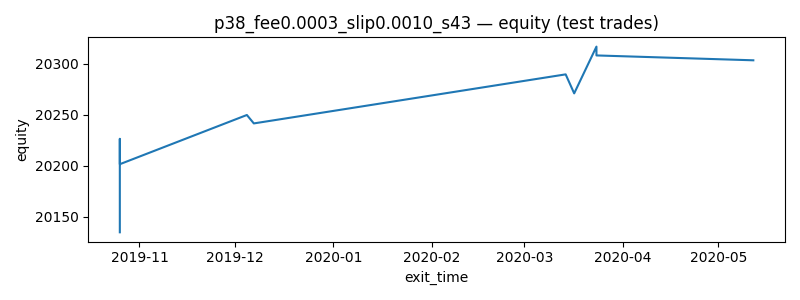 p38_fee0.0003_slip0.0010_s43 — equity (test trades)
equity
20300
20250
20200
20150
2019-11 2019-12 2020-01 2020-02 2020-03 2020-04 2020-05
exit_time